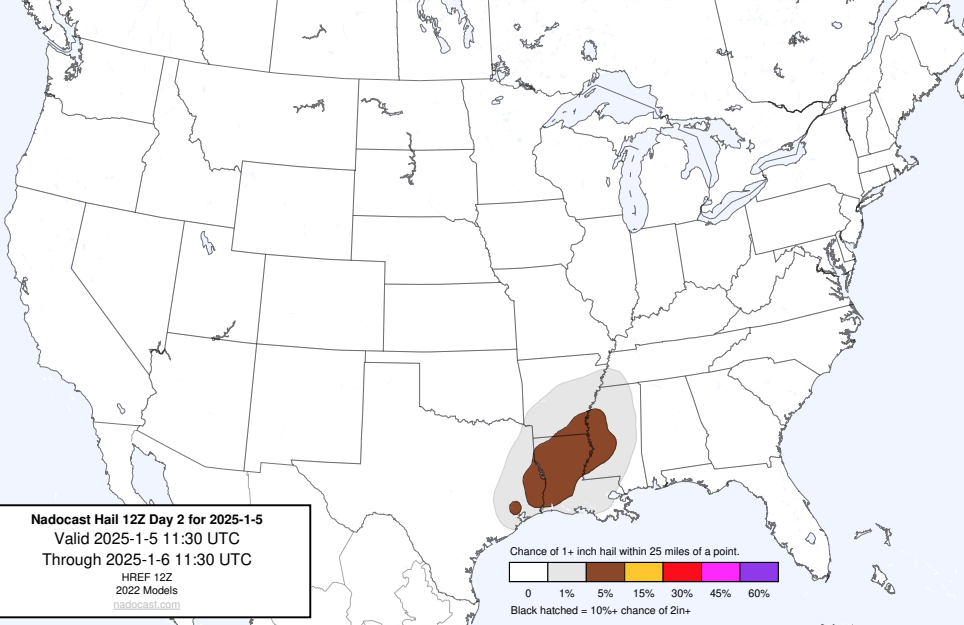 Nadocast Hail 12Z Day 2 for 2025-1-5
Valid 2025-1-5 11:30 UTC
Through 2025-1-6 11:30 UTC
HREF 12Z
2022 Models
nadocast.com
Chance of 1+ inch hail within 25 miles of a point.
0 1% 5% 15% 30% 45% 60%
Black hatched = 10%+ chance of 2in+